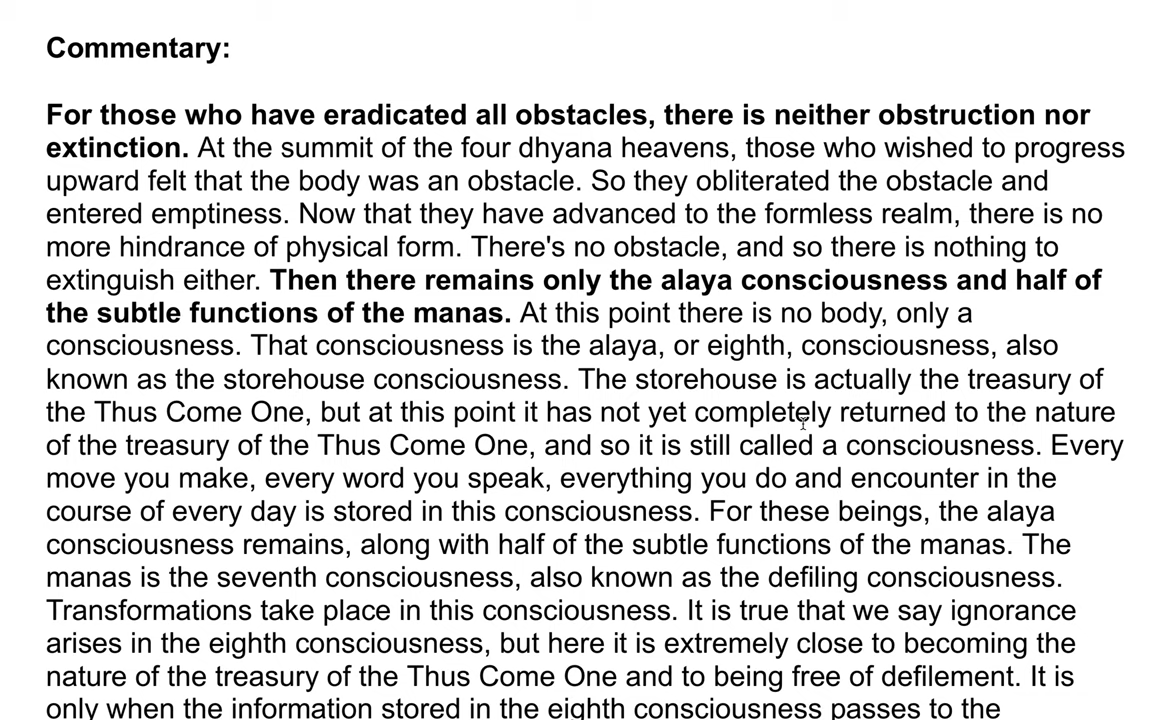 Commentary:
For those who have eradicated all obstacles, there is neither obstruction nor
extinction. At the summit of the four dhyana heavens, those who wished to progress
upward felt that the body was an obstacle. So they obliterated the obstacle and
entered emptiness. Now that they have advanced to the formless realm, there is no
more hindrance of physical form. There's no obstacle, and so there is nothing to
extinguish either. Then there remains only the alaya consciousness and half of
the subtle functions of the manas. At this point there is no body, only a
consciousness. That consciousness is the alaya, or eighth, consciousness, also
known as the storehouse consciousness. The storehouse is actually the treasury of
the Thus Come One, but at this point it has not yet completely returned to the nature
of the treasury of the Thus Come One, and so it is still called a consciousness. Every
move you make, every word you speak, everything you do and encounter in the
course of every day is stored in this consciousness. For these beings, the alaya
consciousness remains, along with half of the subtle functions of the manas. The
manas is the seventh consciousness, also known as the defiling consciousness.
Transformations take place in this consciousness. It is true that we say ignorance
arises in the eighth consciousness, but here it is extremely close to becoming the
nature of the treasury of the Thus Come One and to being free of defilement. It is
only when the information stored in the eighth consciousness passes to the